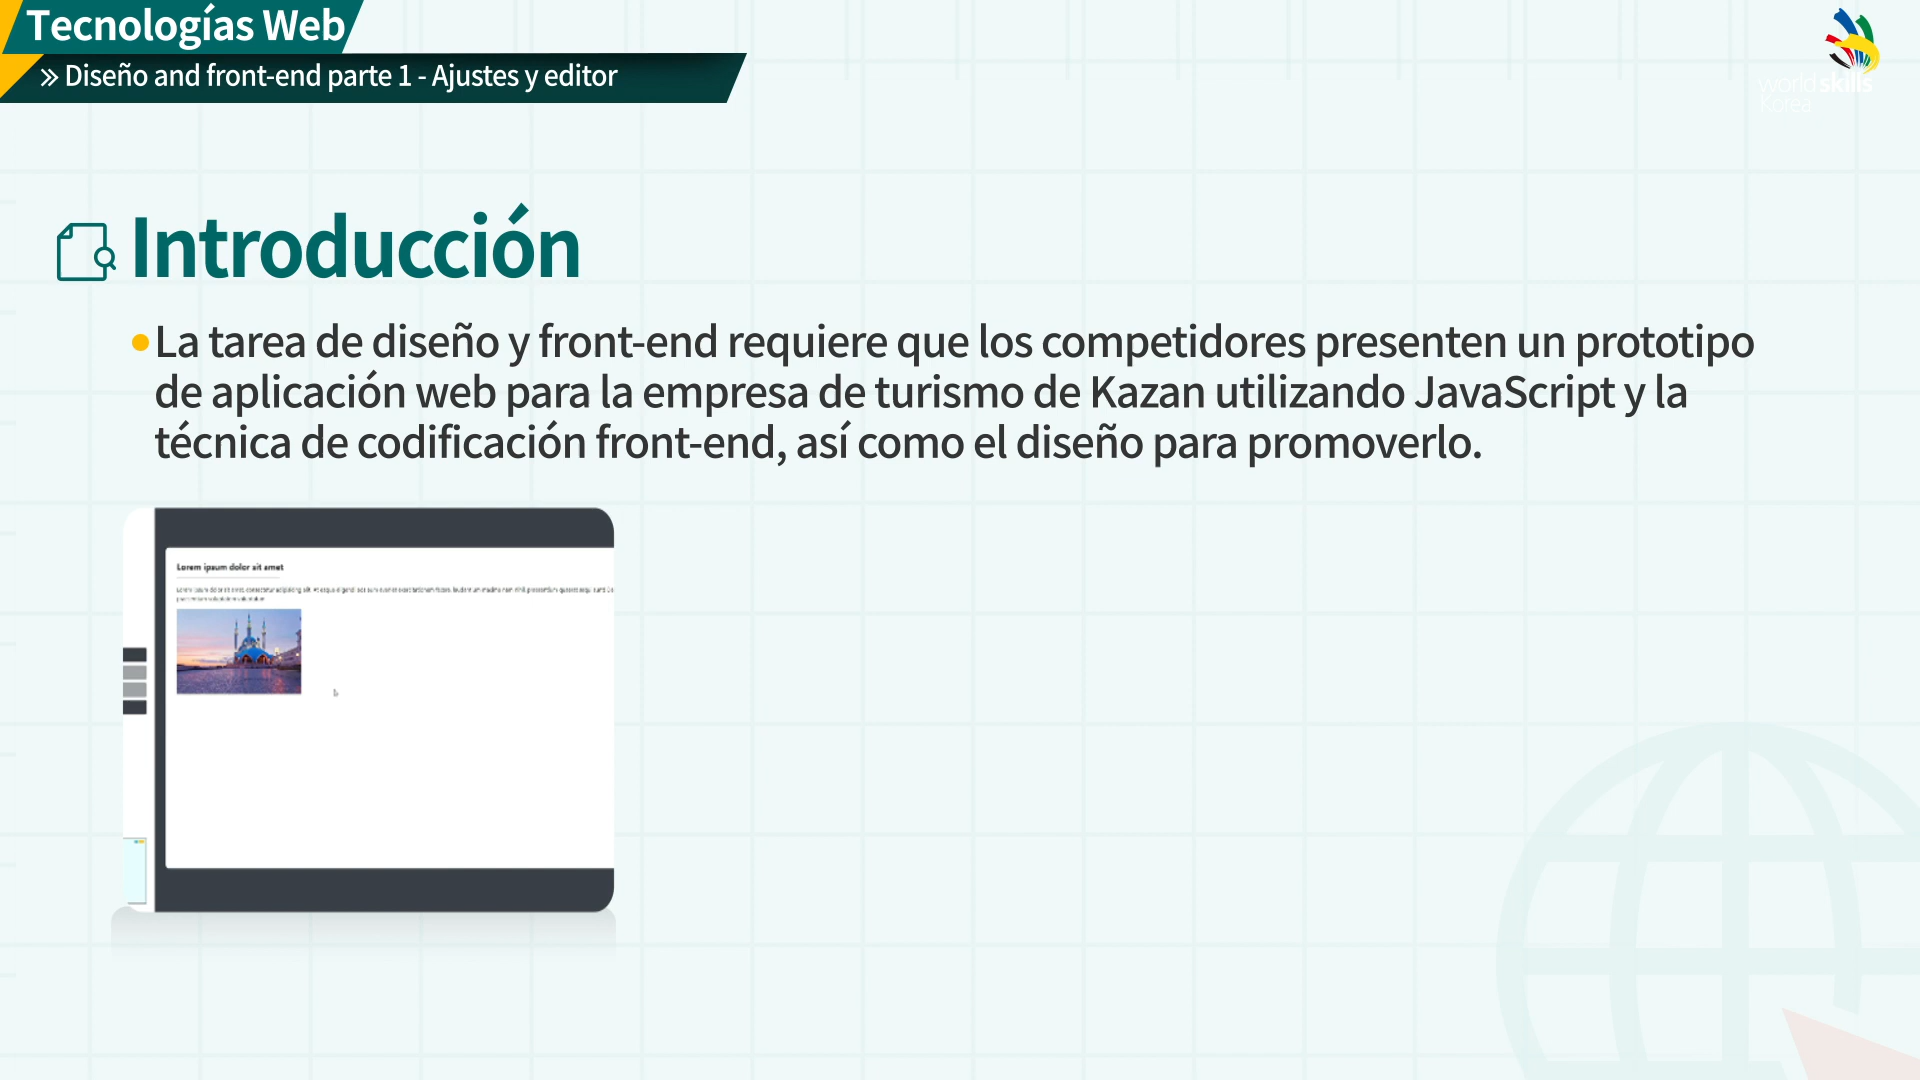 Tecnologías Web
» Diseño and front-end parte 1 - Ajustes y editor
worldskills
Korea
Introducción
•La tarea de diseño y front-end requiere que los competidores presenten un prototipo
de aplicación web para la empresa de turismo de Kazan utilizando JavaScript y la
técnica de codificación front-end, así como el diseño para promoverlo.
Lorem ipsum dolor sit amet